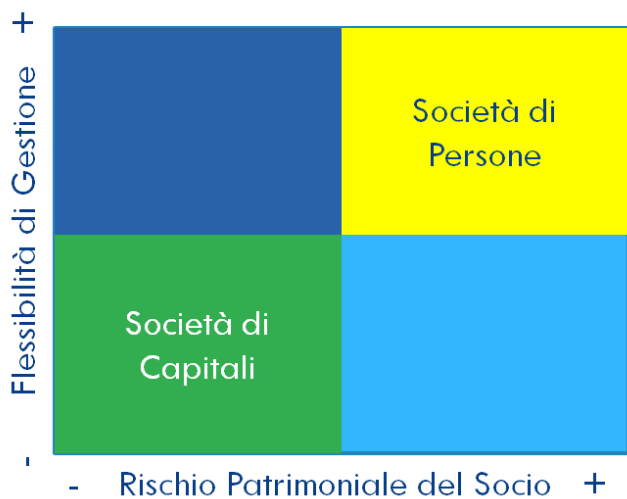 +
Flessibilità di Gestione
-
Società di
Persone
Società di
Capitali
- Rischio Patrimoniale del Socio +